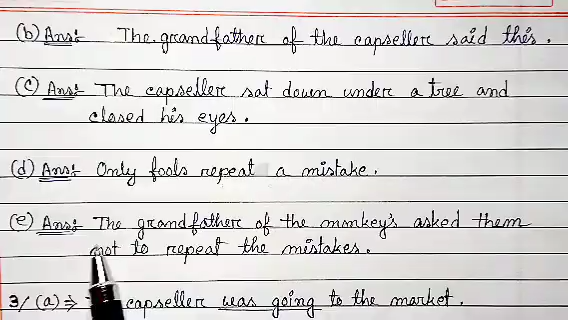 (b) Ans: The grandfather of the capseller said this.
(c) Ans: The capseller sat down under a tree and
closed his eyes.
(d) Ans: Only fools repeat a mistake.
(e) Ans: The grandfather of the monkey's asked them
not to repeat the mistakes.
3/ (a) ⇒ capseller was going to the market.